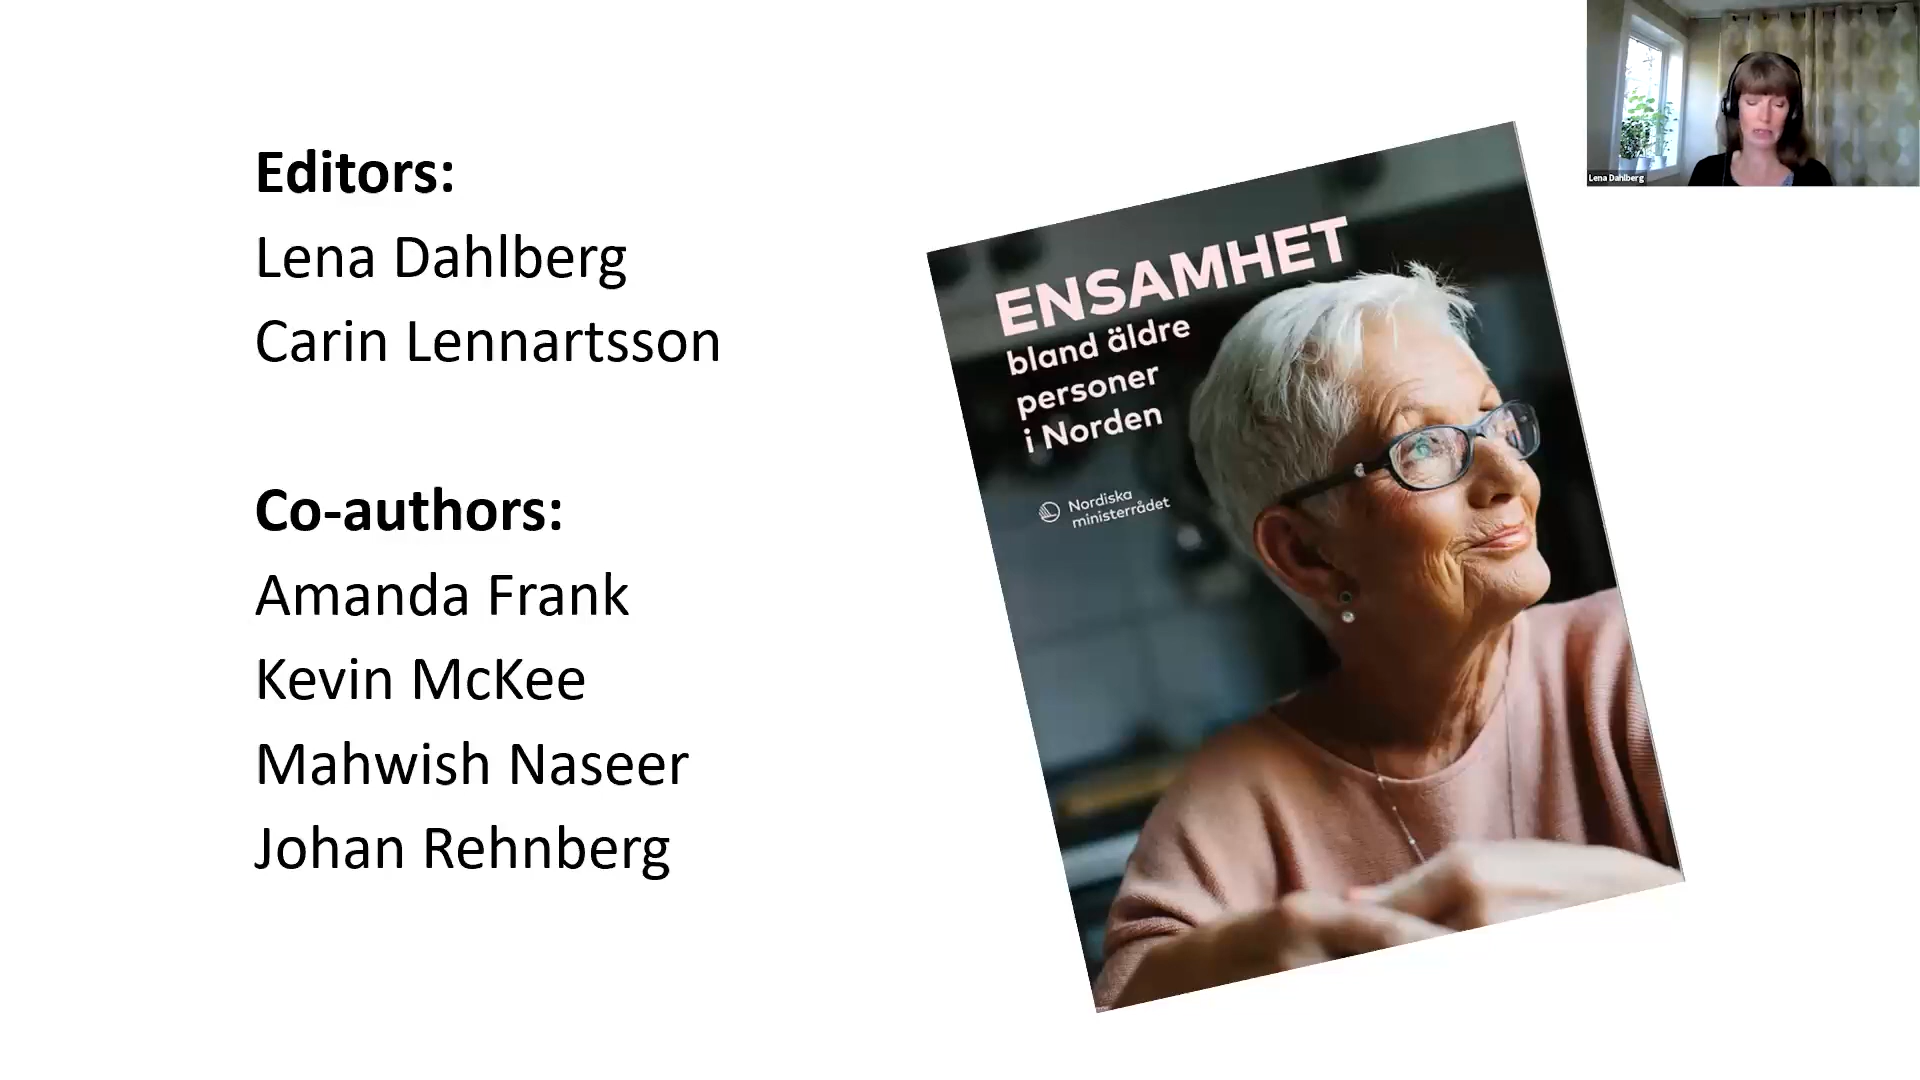 Editors:
Lena Dahlberg
Carin Lennartsson
Co-authors:
Amanda Frank
Kevin McKee
Mahwish Naseer
Johan Rehnberg
ENSAMHET
bland äldre
personer
i Norden
Nordiska
ministerrådet
Lena Dahlberg